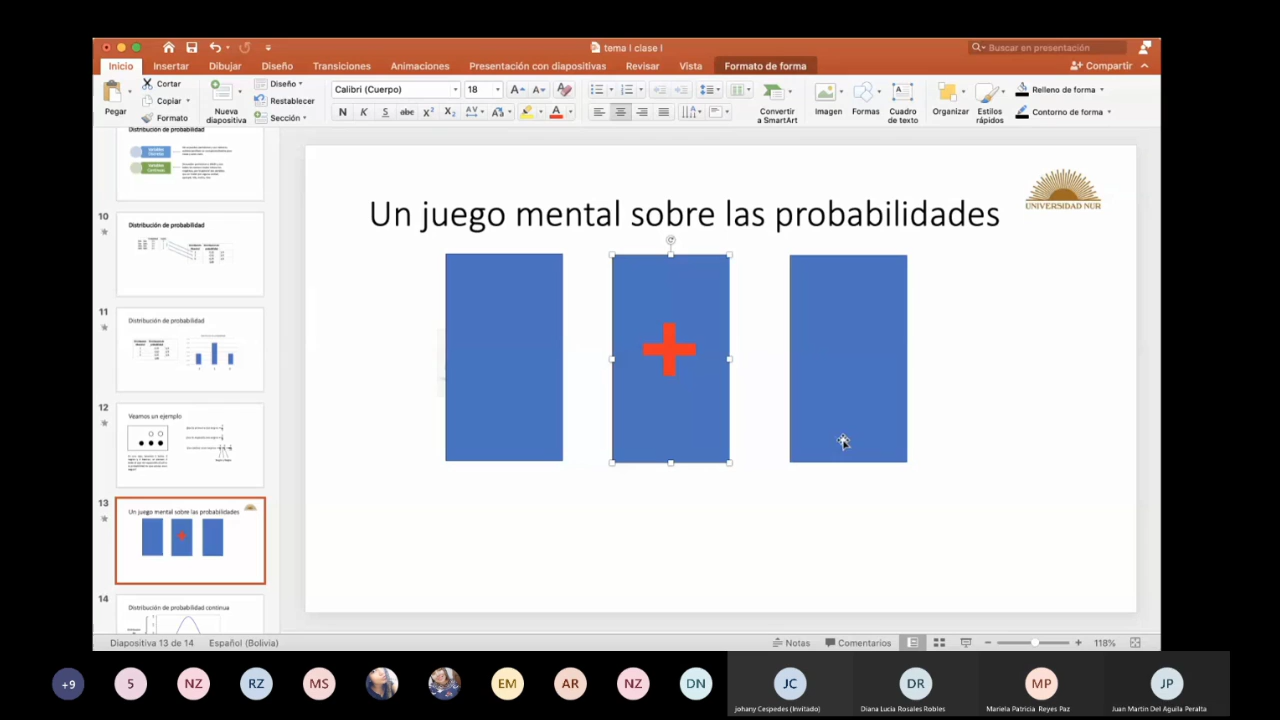 tema I clase I
Buscar en presentación
Inicio
Insertar
Dibujar
Diseño
Transiciones
Animaciones
Presentación con diapositivas
Revisar
Vista
Formato de forma
Compartir
Pegar
Cortar
Copiar
Formato
Nueva
diapositiva
Diseño
Restablecer
Sección
Calibri (Cuerpo)
18
N
K
S
abc
X²
X₂
Convertir
a SmartArt
Imagen
Formas
Cuadro
de texto
Organizar
Estilos
rápidos
Relleno de forma
Contorno de forma
Distribución de probabilidad
10
Distribución de probabilidad
11
Distribución de probabilidad
12
Veamos un ejemplo
13
Un juego mental sobre las probabilidades
14
Distribución de probabilidad continua
Un juego mental sobre las probabilidades
UNIVERSIDAD NUR
Diapositiva 13 de 14
Español (Bolivia)
Notas
Comentarios
118%
+9
5
NZ
RZ
MS
EM
AR
NZ
DN
JC
johany Cespedes (Invitado)
DR
Diana Lucia Rosales Robles
MP
Mariela Patricia Reyes Paz
JP
Juan Martin Del Aguila Peralta